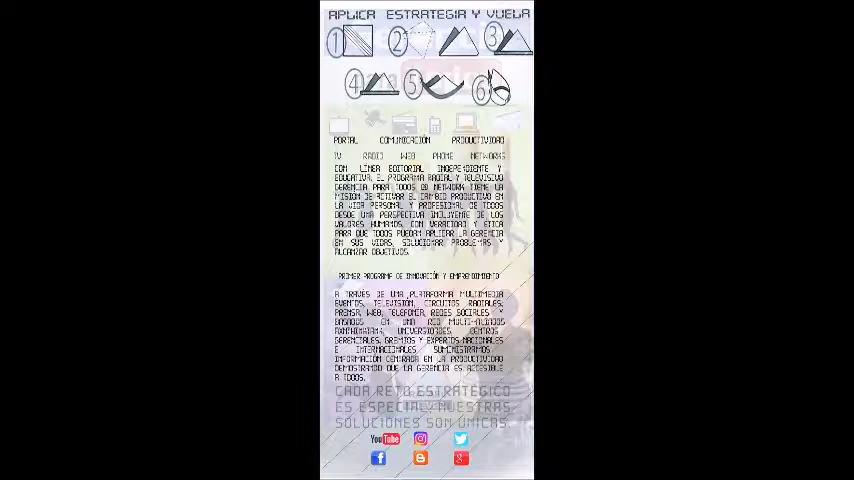 APLICA ESTRATEGIA Y VUELA
1 2 3
4 5 6
PORTAL COMUNICACIÓN PRODUCTIVIDAD
TV RADIO WEB PHONE NETWORKS
CON LÍNEA EDITORIAL INDEPENDIENTE Y
EDUCATIVA, EL PROGRAMA RADIAL Y TELEVISIVO
GERENCIA PARA TODOS @ NETWORK TIENE LA
MISIÓN DE ACTIVAR EL CAMBIO PRODUCTIVO EN
LA VIDA PERSONAL Y PROFESIONAL DE TODOS
DESDE UNA PERSPECTIVA INCLUYENTE DE LOS
VALORES HUMANOS, CON VERACIDAD Y ÉTICA
PARA QUE TODOS PUEDAN APLICAR LA GERENCIA
EN SUS VIDAS, SOLUCIONAR PROBLEMAS Y
ALCANZAR OBJETIVOS.
PRIMER PROGRAMA DE INNOVACIÓN Y EMPRENDIMIENTO
A TRAVÉS DE UNA PLATAFORMA MULTIMEDIA
EVENTOS, TELEVISIÓN, CIRCUITOS RADIALES,
PRENSA, WEB, TELEFONÍA, REDES SOCIALES Y
BASADOS EN UNA RED MULTI-ALIADOS
UNIVERSIDADES, CENTROS
GERENCIALES, GREMIOS Y EXPERTOS NACIONALES
E INTERNACIONALES SUMINISTRAMOS
INFORMACIÓN CENTRADA EN LA PRODUCTIVIDAD
DEMOSTRANDO QUE LA GERENCIA ES ACCESIBLE
A TODOS.
CADA RETO ESTRATÉGICO
ES ESPECIAL, NUESTRAS
SOLUCIONES SON ÚNICAS.
YouTube